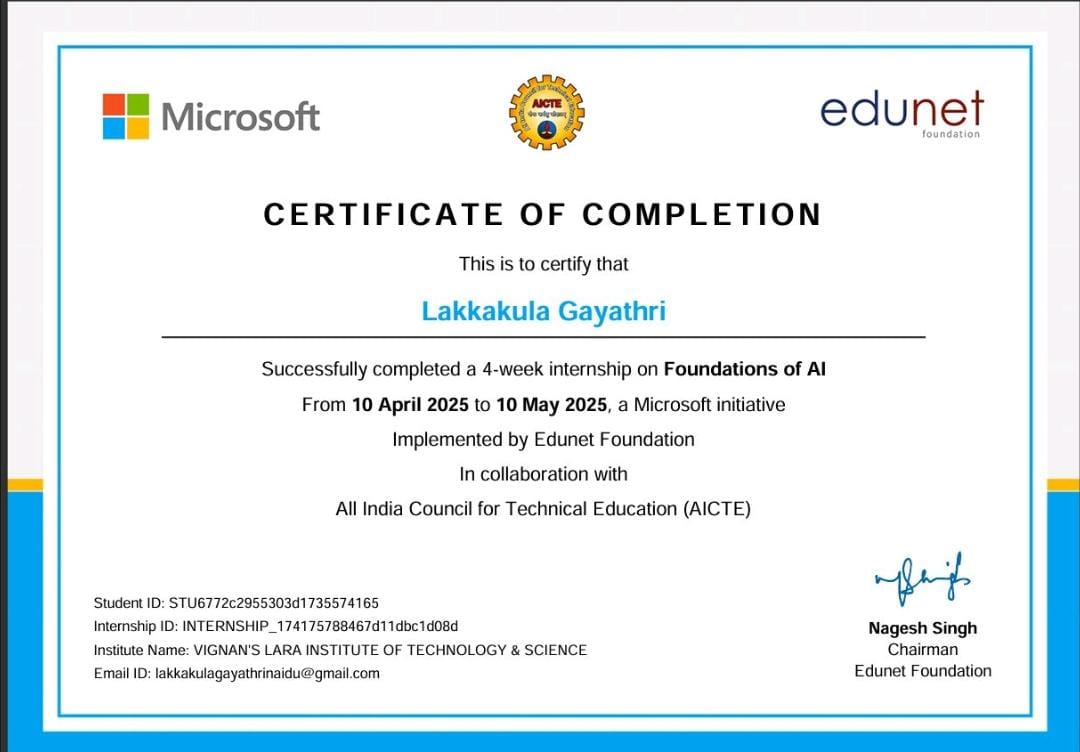 Microsoft
AICTE
edunet
foundation
CERTIFICATE OF COMPLETION
This is to certify that
Lakkakula Gayathri
Successfully completed a 4-week internship on Foundations of AI
From 10 April 2025 to 10 May 2025, a Microsoft initiative
Implemented by Edunet Foundation
In collaboration with
All India Council for Technical Education (AICTE)
Student ID: STU6772c2955303d1735574165
Internship ID: INTERNSHIP_174175788467d11dbc1d08d
Institute Name: VIGNAN'S LARA INSTITUTE OF TECHNOLOGY & SCIENCE
Email ID: lakkakulagayathrinaidu@gmail.com
Nagesh Singh
Chairman
Edunet Foundation